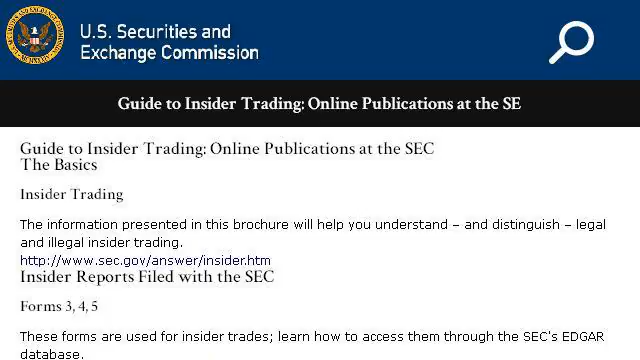 U.S. Securities and
Exchange Commission
Guide to Insider Trading: Online Publications at the SE
Guide to Insider Trading: Online Publications at the SEC
The Basics
Insider Trading
The information presented in this brochure will help you understand – and distinguish – legal
and illegal insider trading.
http://www.sec.gov/answer/insider.htm
Insider Reports Filed with the SEC
Forms 3, 4, 5
These forms are used for insider trades; learn how to access them through the SEC's EDGAR
database.